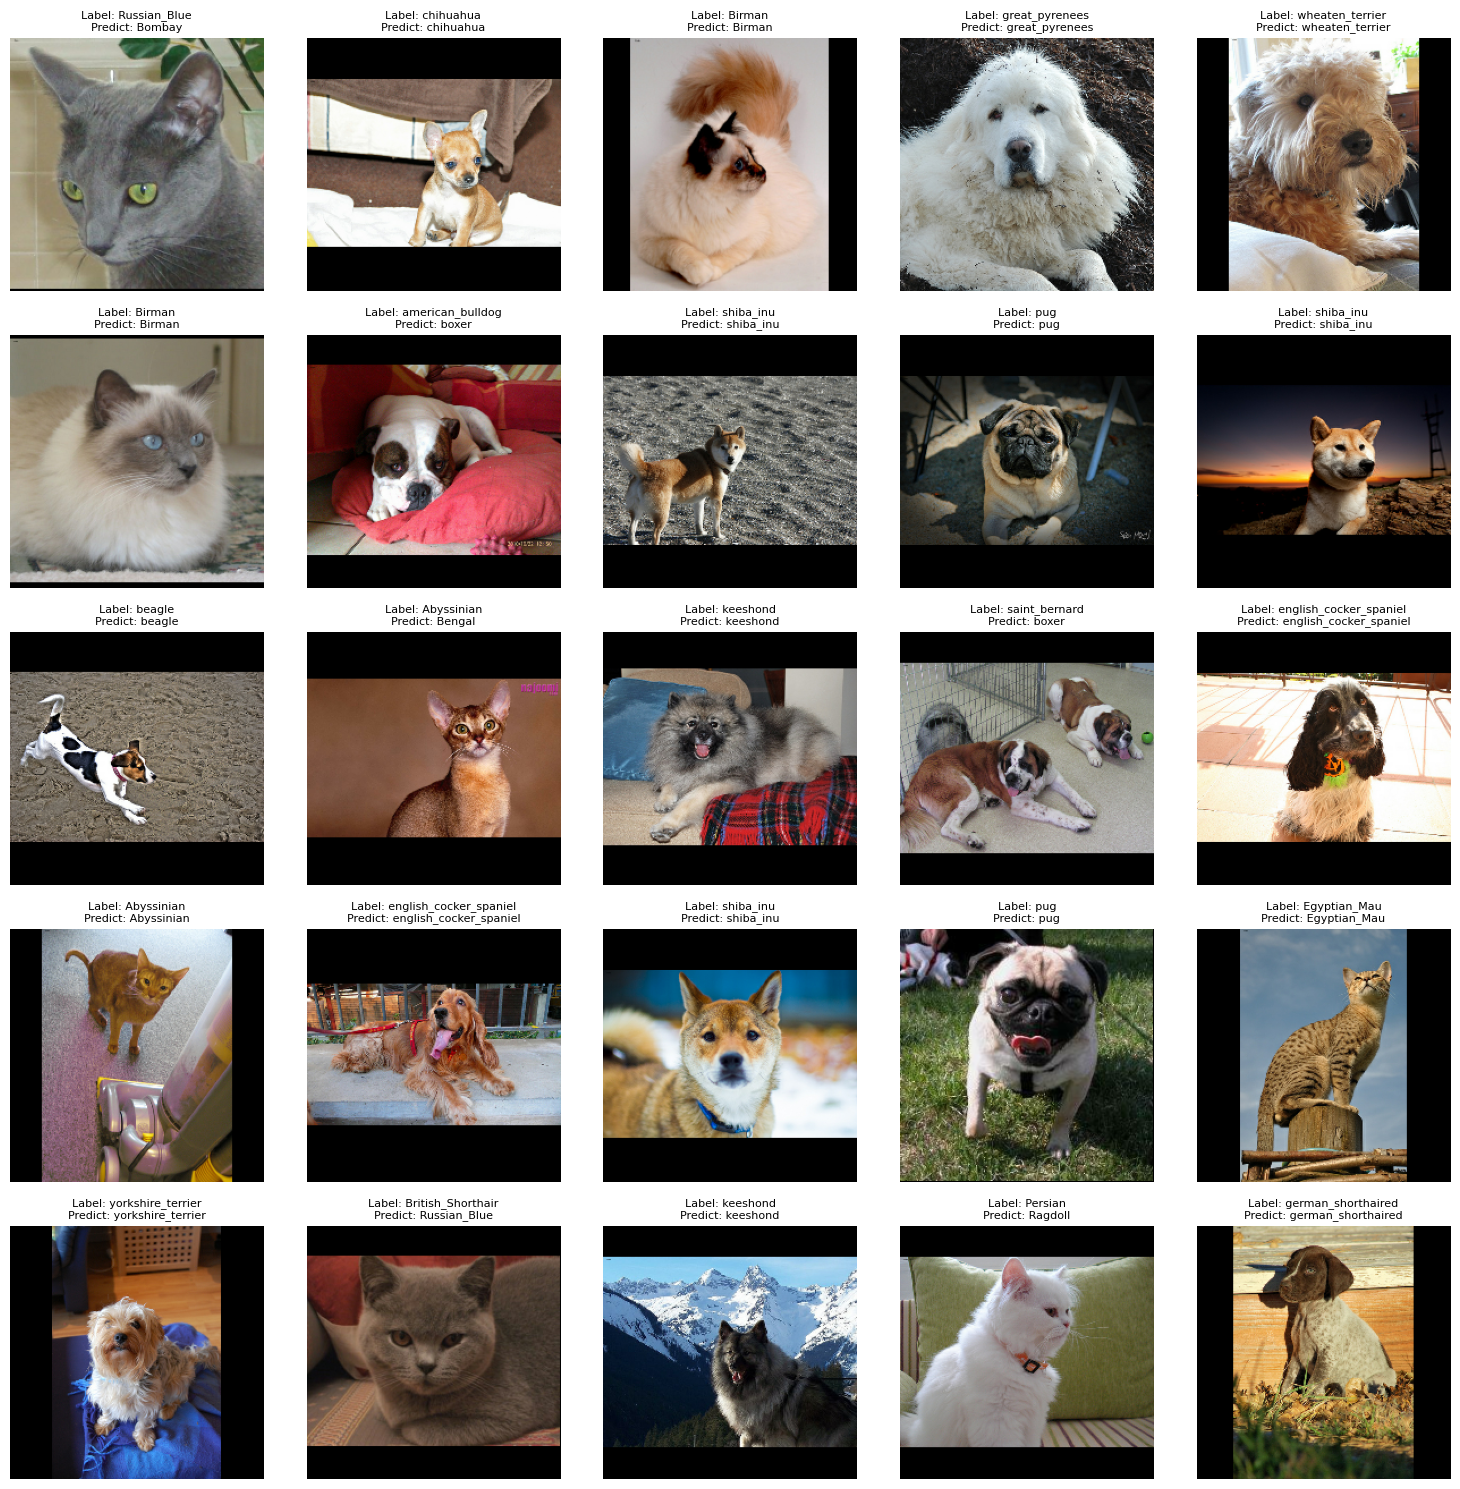 Label: Russian_Blue
Predict: Bombay
Label: chihuahua
Predict: chihuahua
Label: Birman
Predict: Birman
Label: great_pyrenees
Predict: great_pyrenees
Label: wheaten_terrier
Predict: wheaten_terrier
Label: Birman
Predict: Birman
Label: american_bulldog
Predict: boxer
Label: shiba_inu
Predict: shiba_inu
Label: pug
Predict: pug
Label: shiba_inu
Predict: shiba_inu
Label: beagle
Predict: beagle
Label: Abyssinian
Predict: Bengal
Label: keeshond
Predict: keeshond
Label: saint_bernard
Predict: boxer
Label: english_cocker_spaniel
Predict: english_cocker_spaniel
Label: Abyssinian
Predict: Abyssinian
Label: english_cocker_spaniel
Predict: english_cocker_spaniel
Label: shiba_inu
Predict: shiba_inu
Label: pug
Predict: pug
Label: Egyptian_Mau
Predict: Egyptian_Mau
Label: yorkshire_terrier
Predict: yorkshire_terrier
Label: British_Shorthair
Predict: Russian_Blue
Label: keeshond
Predict: keeshond
Label: Persian
Predict: Ragdoll
Label: german_shorthaired
Predict: german_shorthaired